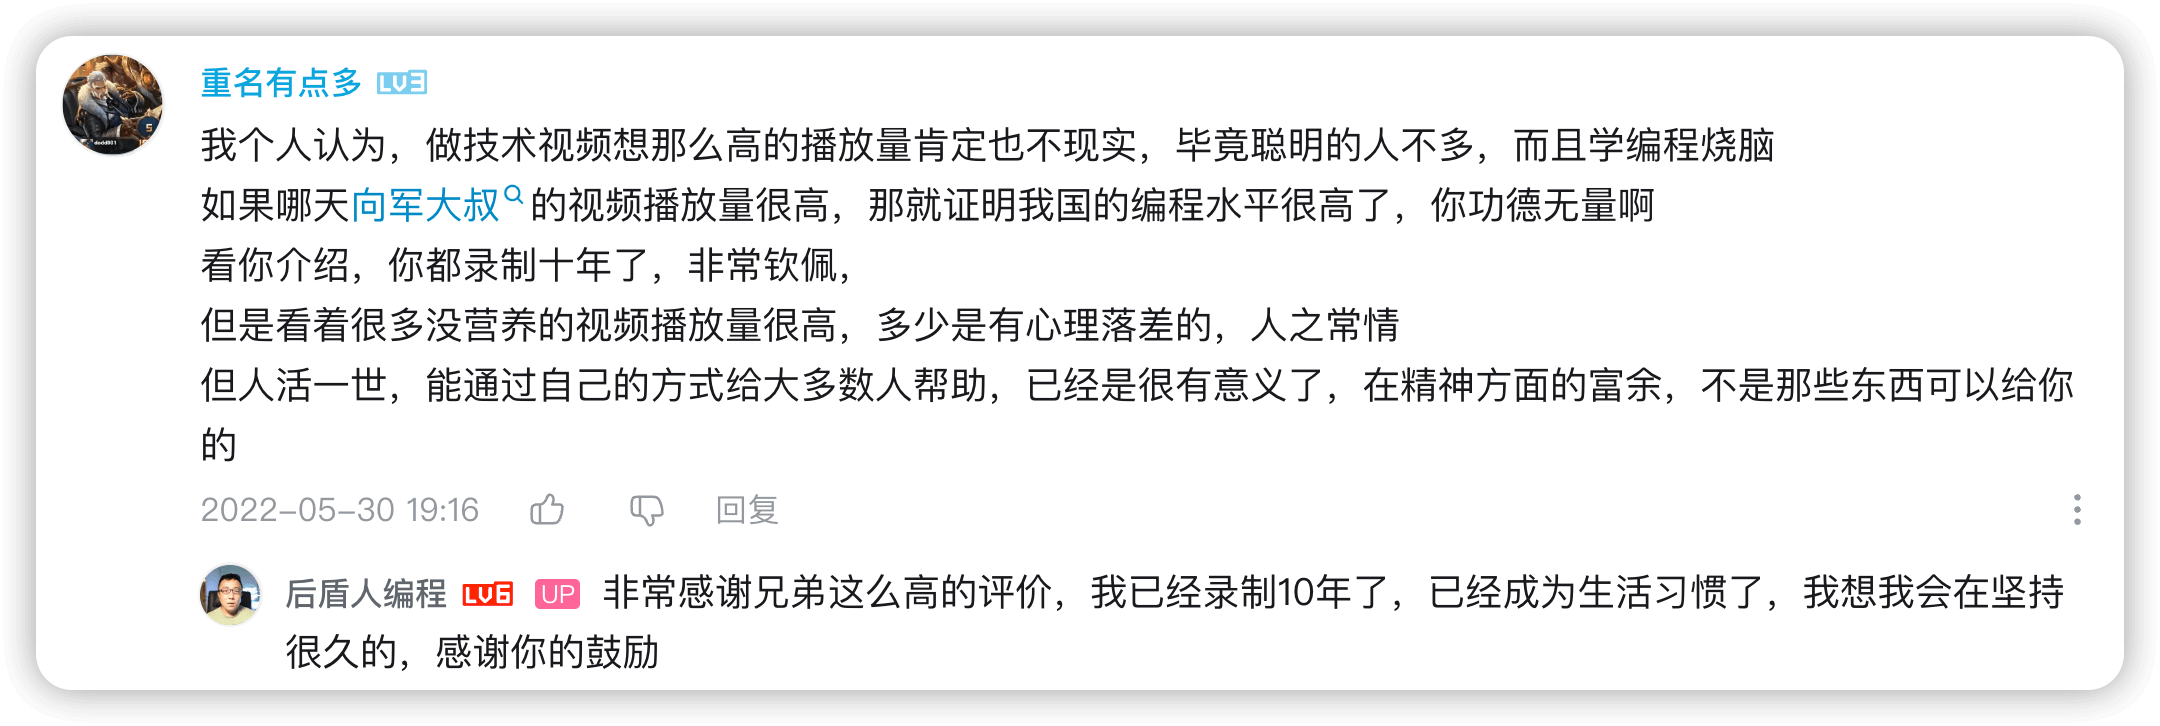 重名有点多 LV3
我个人认为，做技术视频想那么高的播放量肯定也不现实，毕竟聪明的人不多，而且学编程烧脑
如果哪天向军大叔的视频播放量很高，那就证明我国的编程水平很高了，你功德无量啊
看你介绍，你都录制十年了，非常钦佩，
但是看着很多没营养的视频播放量很高，多少是有心理落差的，人之常情
但人活一世，能通过自己的方式给大多数人帮助，已经是很有意义了，在精神方面的富余，不是那些东西可以给你
的
2022-05-30 19:16 回复
后盾人编程 LV6 UP 非常感谢兄弟这么高的评价，我已经录制10年了，已经成为生活习惯了，我想我会在坚持
很久的，感谢你的鼓励